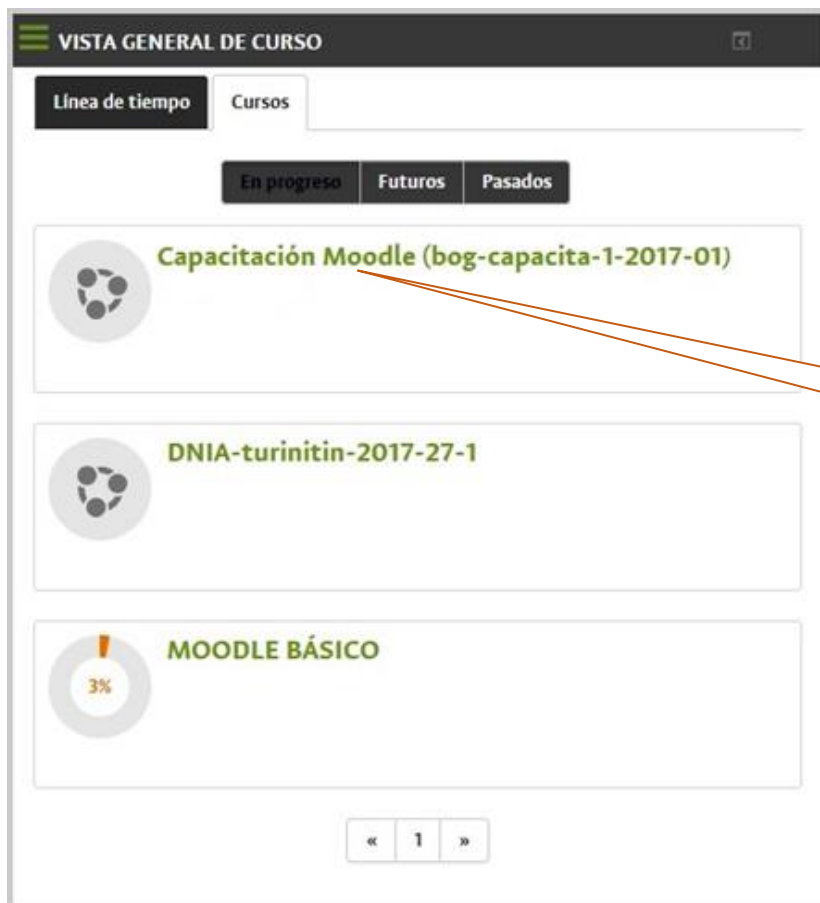 VISTA GENERAL DE CURSO
Línea de tiempo Cursos
En progreso Futuros Pasados
Capacitación Moodle (bog-capacita-1-2017-01)
DNIA-turinitin-2017-27-1
MOODLE BÁSICO
3%
« 1 »